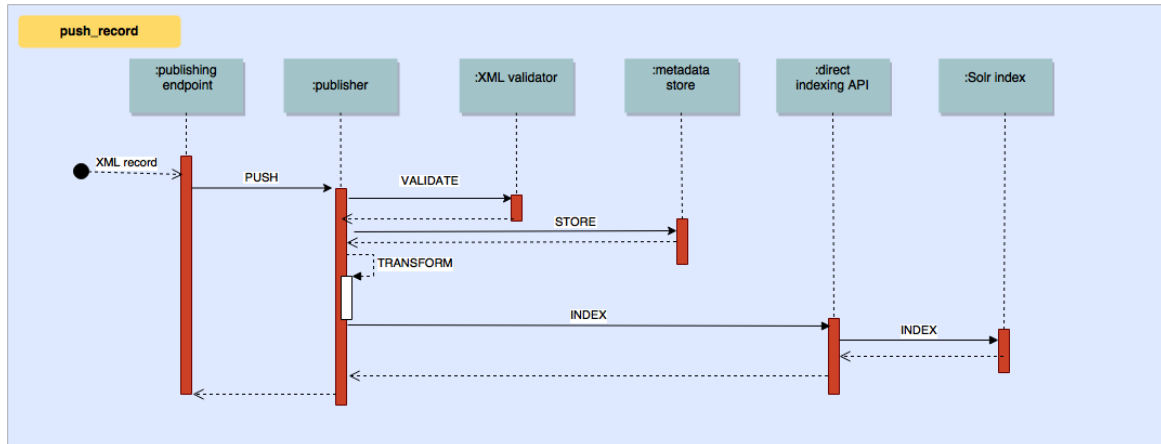 push_record
:publishing
endpoint
:publisher
:XML validator
:metadata
store
:direct
indexing API
:Solr index
XML record
PUSH
VALIDATE
STORE
TRANSFORM
INDEX
INDEX